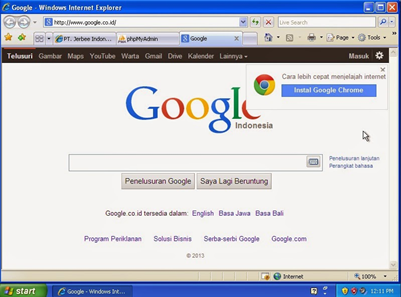 Google - Windows Internet Explorer
http://www.google.co.id/
Live Search
PT. Jerbee Indonel...
phpMyAdmin
Google
Page
Tools
Telusuri Gambar Maps YouTube Warta Gmail Drive Kalender Lainnya
Masuk
Cara lebih cepat menjelajah internet
Instal Google Chrome
Google
Indonesia
Penelusuran lanjutan
Perangkat bahasa
Penelusuran Google
Saya Lagi Beruntung
Google.co.id tersedia dalam: English Basa Jawa Basa Bali
Program Periklanan Solusi Bisnis Serba-serbi Google Google.com
© 2013
Internet
100%
start
Google - Windows Int...
12:11 PM